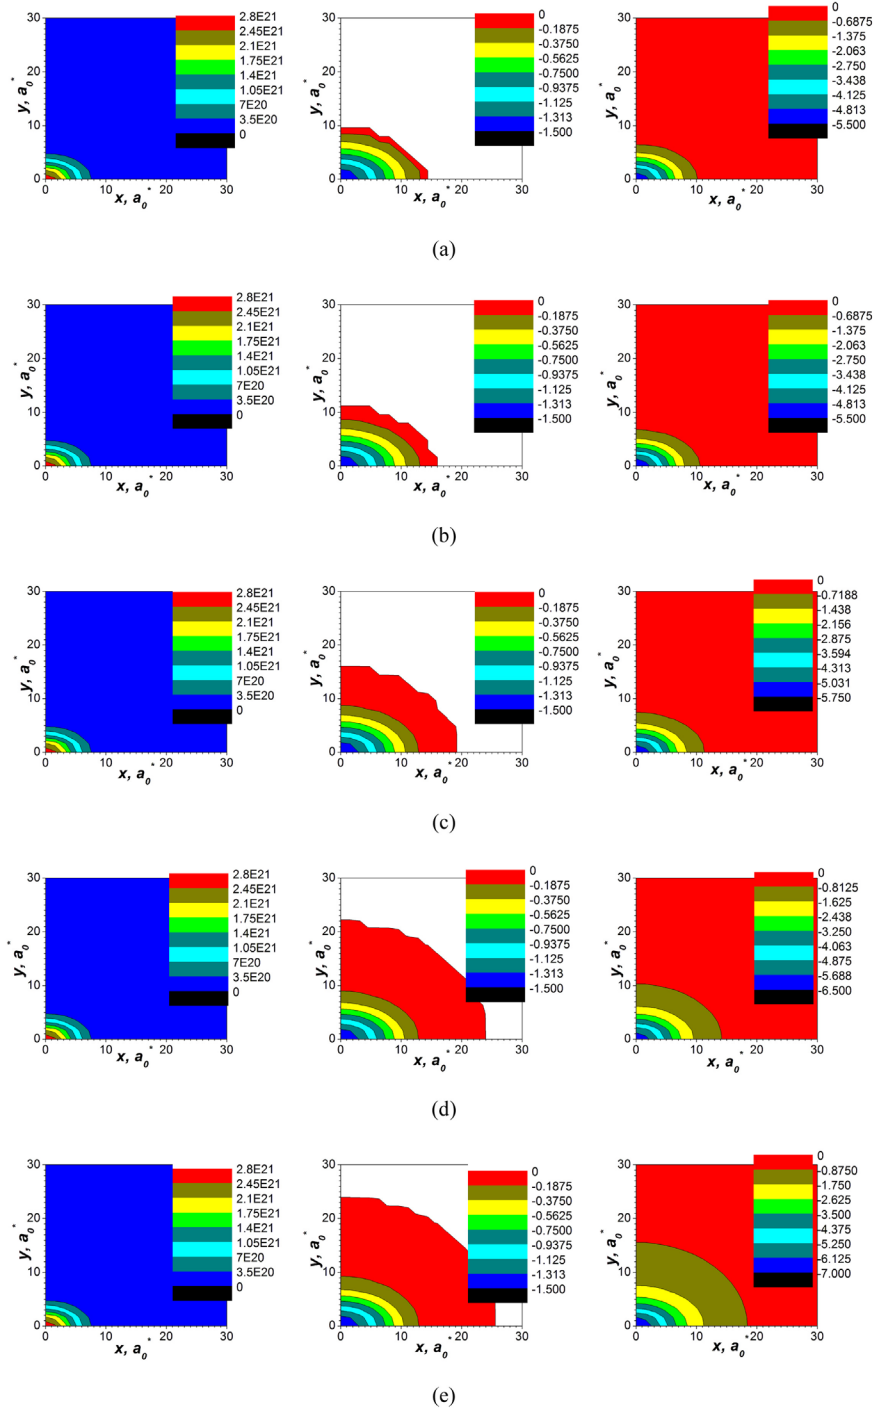 30
20
10
0
y, a0*
0 10 20 30
x, a0*
2.8E21
2.45E21
2.1E21
1.75E21
1.4E21
1.05E21
7E20
3.5E20
0
30
20
10
0
y, a0*
0 10 20 30
x, a0*
0
-0.1875
-0.3750
-0.5625
-0.7500
-0.9375
-1.125
-1.313
-1.500
30
20
10
0
y, a0*
0 10 20 30
x, a0*
0
-0.6875
-1.375
-2.063
-2.750
-3.438
-4.125
-4.813
-5.500
(a)
30
20
10
0
y, a0*
0 10 20 30
x, a0*
2.8E21
2.45E21
2.1E21
1.75E21
1.4E21
1.05E21
7E20
3.5E20
0
30
20
10
0
y, a0*
0 10 20 30
x, a0*
0
-0.1875
-0.3750
-0.5625
-0.7500
-0.9375
-1.125
-1.313
-1.500
30
20
10
0
y, a0*
0 10 20 30
x, a0*
0
-0.6875
-1.375
-2.063
-2.750
-3.438
-4.125
-4.813
-5.500
(b)
30
20
10
0
y, a0*
0 10 20 30
x, a0*
2.8E21
2.45E21
2.1E21
1.75E21
1.4E21
1.05E21
7E20
3.5E20
0
30
20
10
0
y, a0*
0 10 20 30
x, a0*
0
-0.1875
-0.3750
-0.5625
-0.7500
-0.9375
-1.125
-1.313
-1.500
30
20
10
0
y, a0*
0 10 20 30
x, a0*
0
-0.7188
-1.438
-2.156
-2.875
-3.594
-4.313
-5.031
-5.750
(c)
30
20
10
0
y, a0*
0 10 20 30
x, a0*
2.8E21
2.45E21
2.1E21
1.75E21
1.4E21
1.05E21
7E20
3.5E20
0
30
20
10
0
y, a0*
0 10 20 30
x, a0*
0
-0.1875
-0.3750
-0.5625
-0.7500
-0.9375
-1.125
-1.313
-1.500
30
20
10
0
y, a0*
0 10 20 30
x, a0*
0
-0.8125
-1.625
-2.438
-3.250
-4.063
-4.875
-5.688
-6.500
(d)
30
20
10
0
y, a0*
0 10 20 30
x, a0*
2.8E21
2.45E21
2.1E21
1.75E21
1.4E21
1.05E21
7E20
3.5E20
0
30
20
10
0
y, a0*
0 10 20 30
x, a0*
0
-0.1875
-0.3750
-0.5625
-0.7500
-0.9375
-1.125
-1.313
-1.500
30
20
10
0
y, a0*
0 10 20 30
x, a0*
0
-0.8750
-1.750
-2.625
-3.500
-4.375
-5.250
-6.125
-7.000
(e)